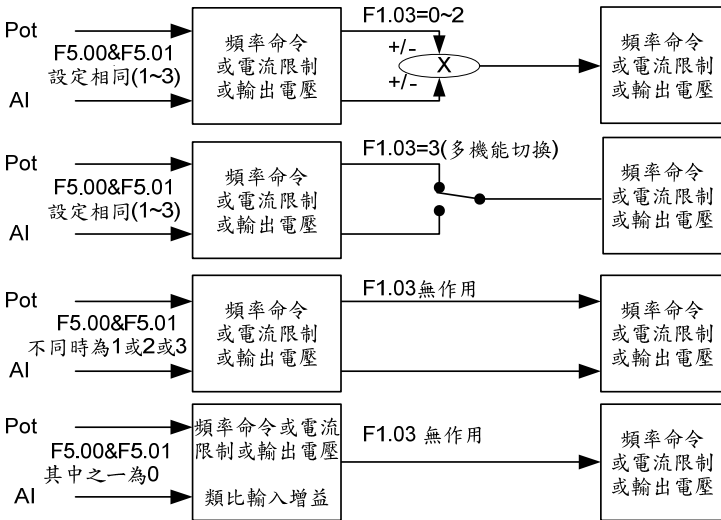 Pot
F5.00&F5.01
設定相同(1~3)
AI
頻率命令
或電流限制
或輸出電壓
F1.03=0~2
+/-
X
+/-
頻率命令
或電流限制
或輸出電壓
Pot
F5.00&F5.01
設定相同(1~3)
AI
頻率命令
或電流限制
或輸出電壓
F1.03=3(多機能切換)
頻率命令
或電流限制
或輸出電壓
Pot
F5.00&F5.01
不同時為1或2或3
AI
頻率命令
或電流限制
或輸出電壓
F1.03無作用
頻率命令
或電流限制
或輸出電壓
Pot
F5.00&F5.01
其中之一為0
AI
頻率命令或電流
限制或輸出電壓
類比輸入增益
F1.03 無作用
頻率命令
或電流限制
或輸出電壓